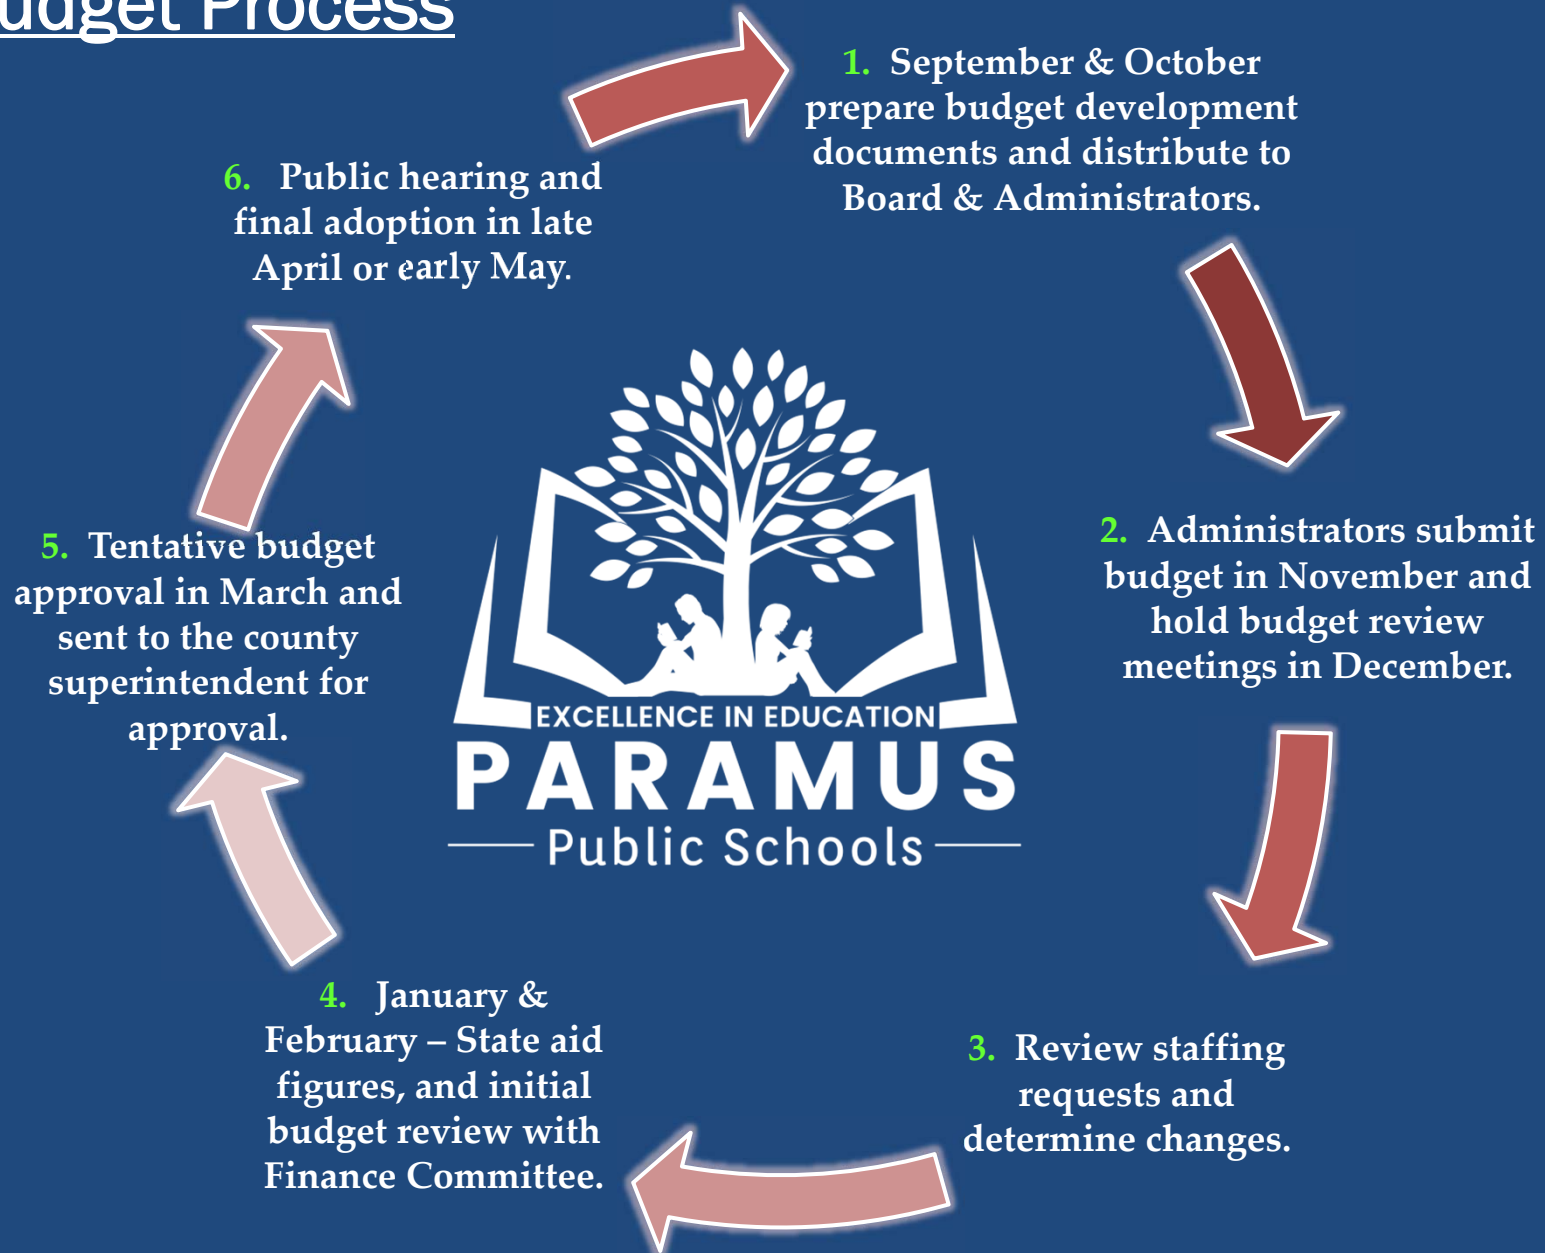 udget Process
1. September & October
prepare budget development
documents and distribute to
Board & Administrators.
2. Administrators submit
budget in November and
hold budget review
meetings in December.
3. Review staffing
requests and
determine changes.
4. January &
February – State aid
figures, and initial
budget review with
Finance Committee.
5. Tentative budget
approval in March and
sent to the county
superintendent for
approval.
6. Public hearing and
final adoption in late
April or early May.
EXCELLENCE IN EDUCATION
PARAMUS
Public Schools